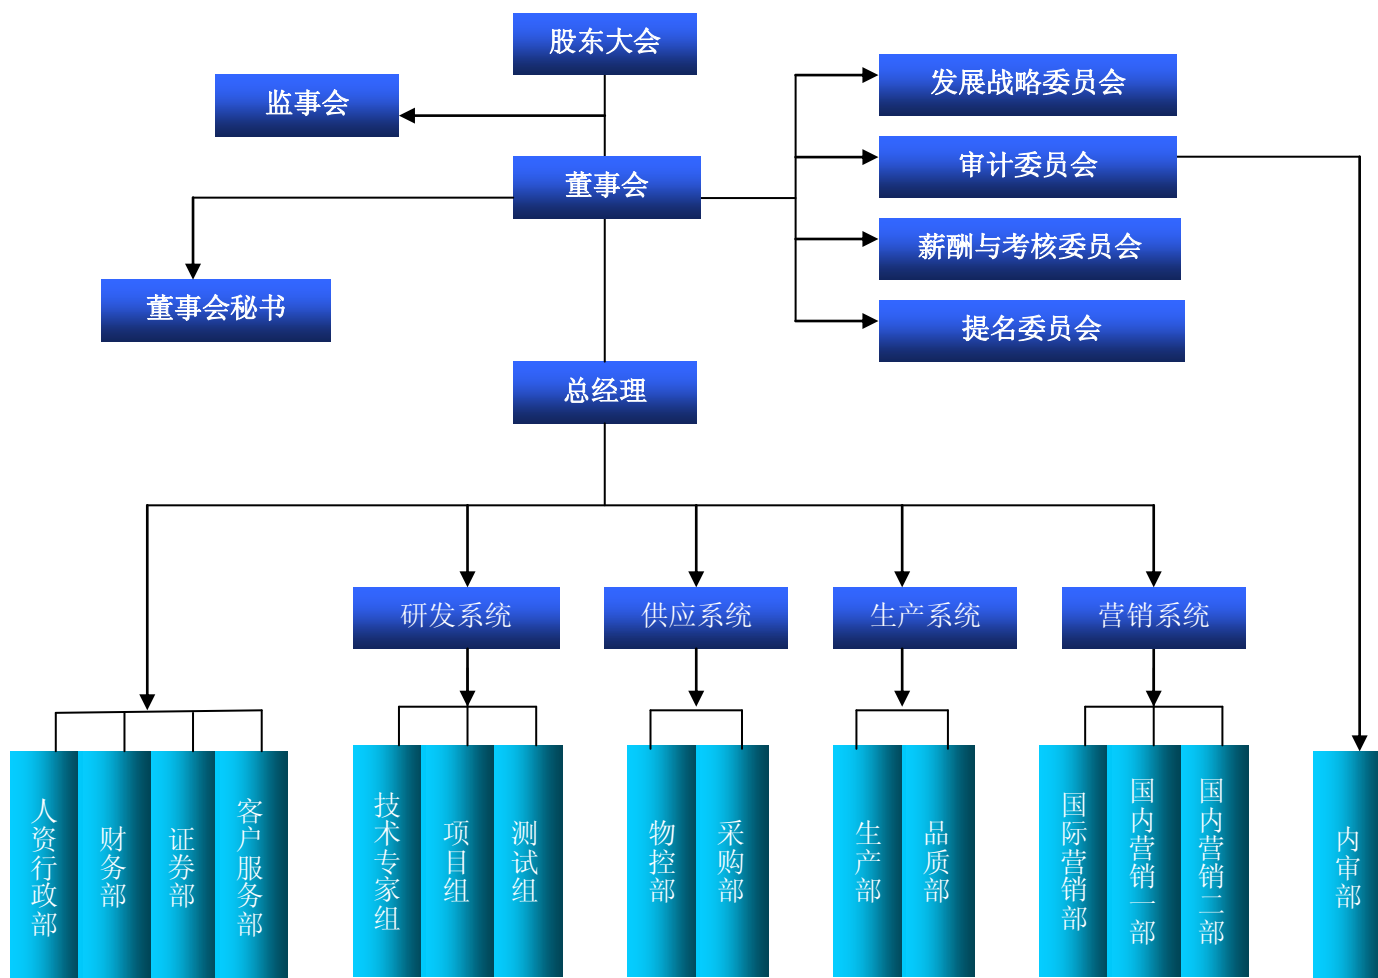 股东大会
监事会
发展战略委员会
审计委员会
董事会
薪酬与考核委员会
董事会秘书
提名委员会
总经理
研发系统
供应系统
生产系统
营销系统
人资行政部
财务部
证券部
客户服务部
技术专家组
项目组
测试组
物控部
采购部
生产部
品质部
国际营销部
国内营销一部
国内营销二部
内审部